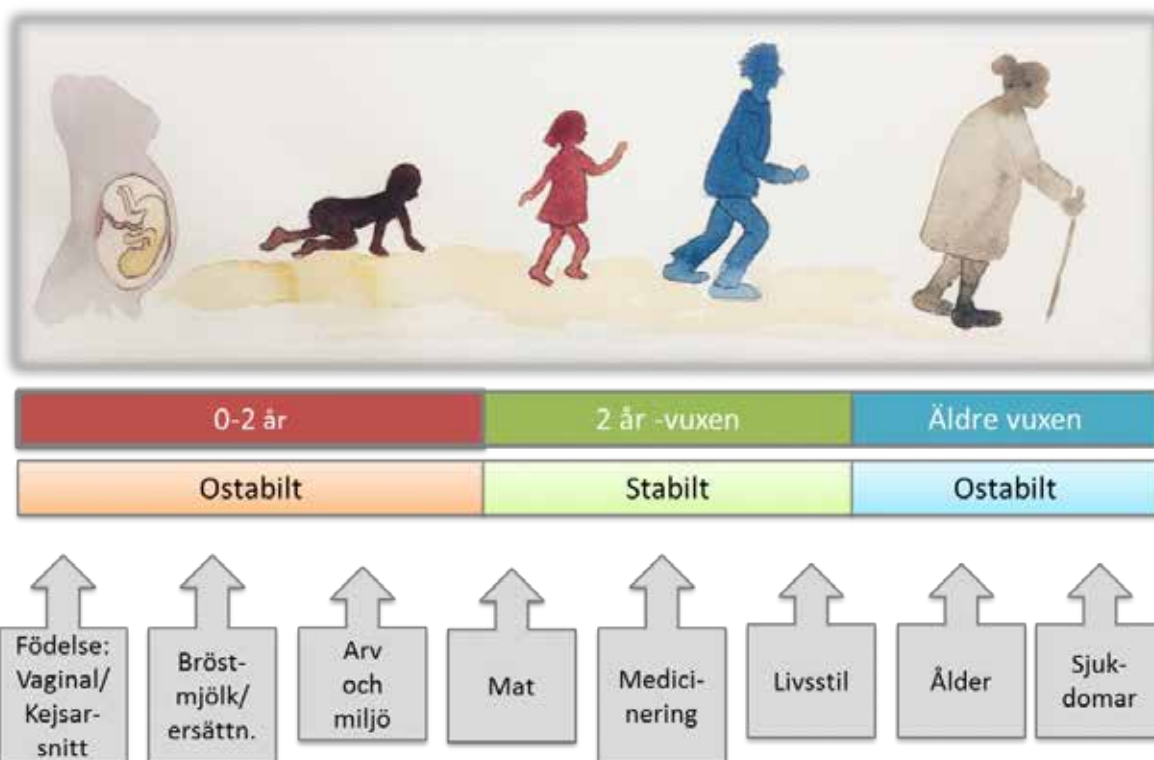 0-2 år
2 år -vuxen
Äldre vuxen
Ostabilt
Stabilt
Ostabilt
Födelse:
Vaginal/
Kejsar-
snitt
Bröst-
mjölk/
ersättn.
Arv
och
miljö
Mat
Medici-
nering
Livsstil
Ålder
Sjuk-
domar